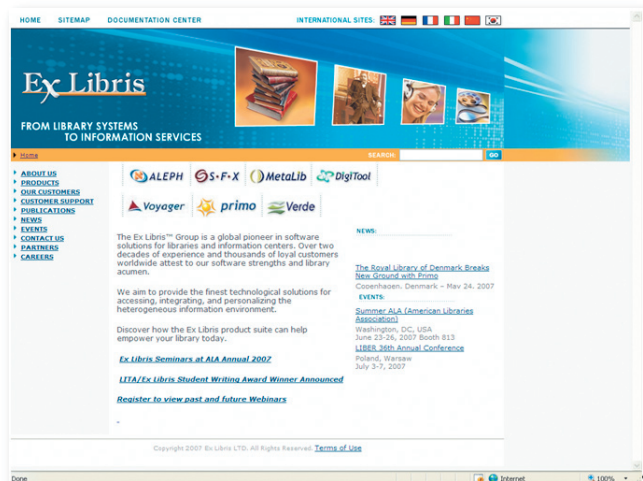 HOME SITEMAP DOCUMENTATION CENTER INTERNATIONAL SITES:
Ex Libris
FROM LIBRARY SYSTEMS
TO INFORMATION SERVICES
Home SEARCH: GO
ABOUT US
PRODUCTS
OUR CUSTOMERS
CUSTOMER SUPPORT
PUBLICATIONS
NEWS
EVENTS
CONTACT US
PARTNERS
CAREERS
ALEPH S·F·X MetaLib DigiTool
Voyager primo Verde
The Ex Libris™ Group is a global pioneer in software
solutions for libraries and information centers. Over two
decades of experience and thousands of loyal customers
worldwide attest to our software strengths and library
acumen.
We aim to provide the finest technological solutions for
accessing, integrating, and personalizing the
heterogeneous information environment.
Discover how the Ex Libris product suite can help
empower your library today.
Ex Libris Seminars at ALA Annual 2007
LITA/Ex Libris Student Writing Award Winner Announced
Register to view past and future Webinars
NEWS:
The Royal Library of Denmark Breaks
New Ground with Primo
Copenhagen, Denmark – May 24, 2007
EVENTS:
Summer ALA (American Libraries
Association)
Washington, DC, USA
June 23-26, 2007 Booth 813
LIBER 36th Annual Conference
Poland, Warsaw
July 3-7, 2007
Copyright 2007 Ex Libris LTD. All Rights Reserved. Terms of Use
Done Internet 100%